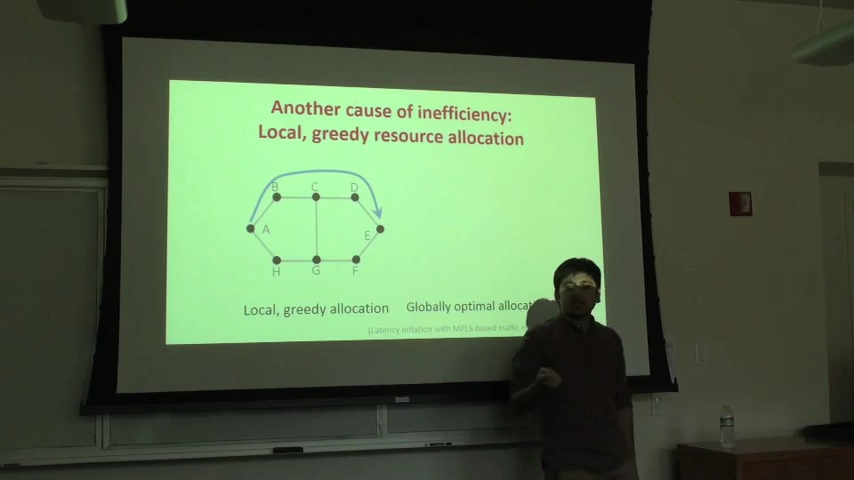 Another cause of inefficiency:
Local, greedy resource allocation
B C D
A E
H G F
Local, greedy allocation Globally optimal
[Latency inflation with MPLS-based traffic